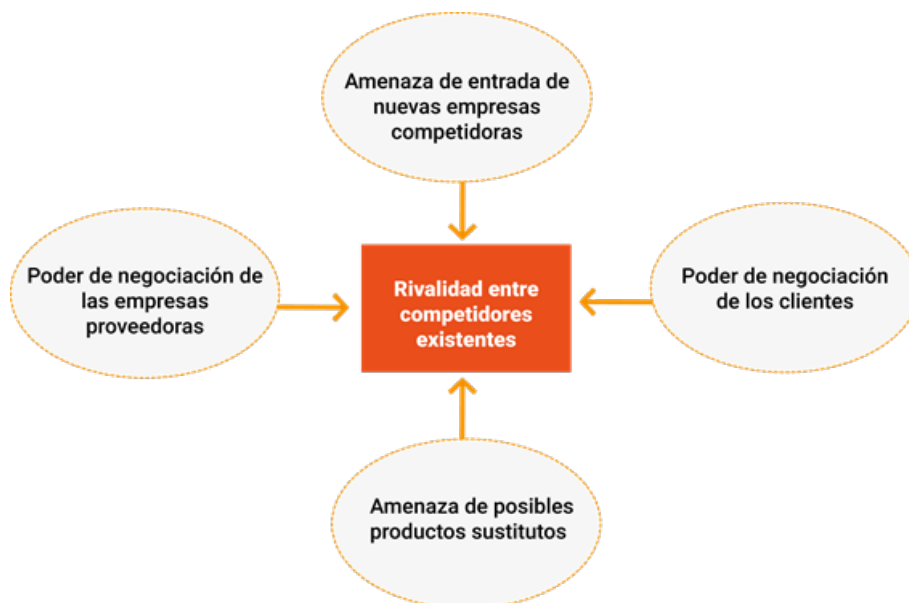 Amenaza de entrada de
nuevas empresas
competidoras
Poder de negociación de
las empresas
proveedoras
Rivalidad entre
competidores
existentes
Poder de negociación
de los clientes
Amenaza de posibles
productos sustitutos